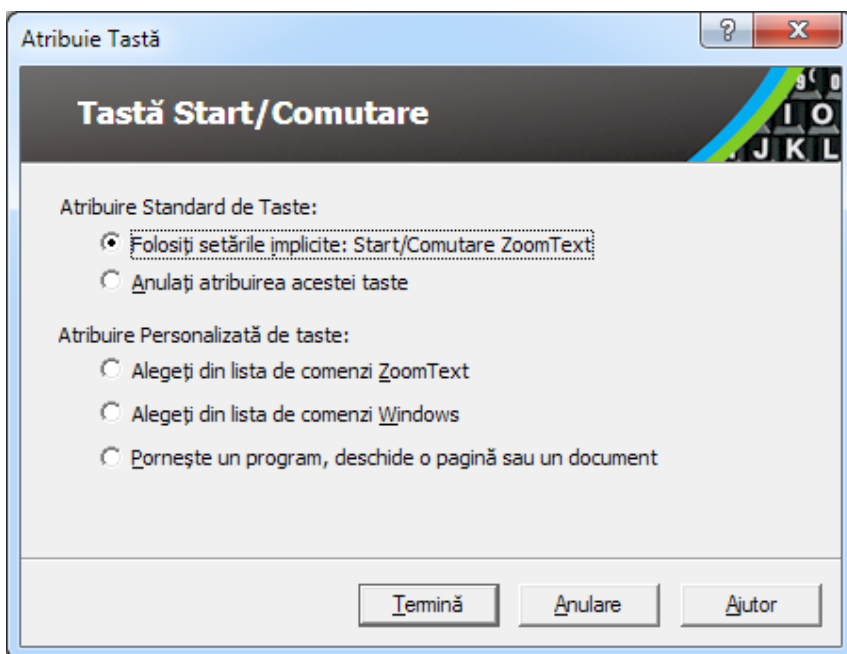 Atribuie Tastă
Tastă Start/Comutare
9 ( 0
I O
J K L
Atribuire Standard de Taste:
Folosiți setările implicite: Start/Comutare ZoomText
Anulați atribuirea acestei taste
Atribuire Personalizată de taste:
Alegeți din lista de comenzi ZoomText
Alegeți din lista de comenzi Windows
Pornește un program, deschide o pagină sau un document
Termină Anulare Ajutor